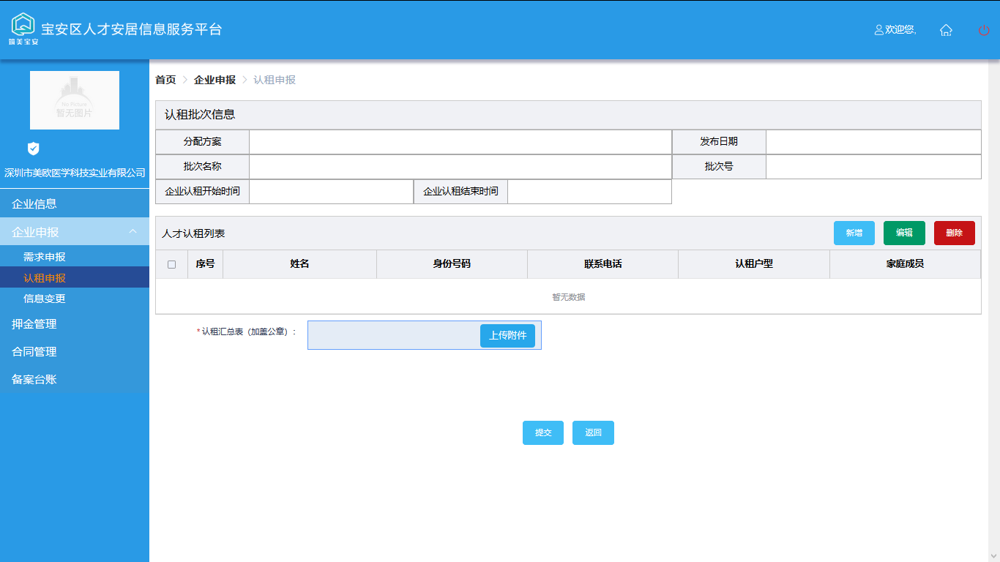 宝安区人才安居信息服务平台
筑美宝安
欢迎您,
No Picture
暂无图片
深圳市美欧医学科技实业有限公司
企业信息
企业申报
需求申报
认租申报
信息变更
押金管理
合同管理
备案台账
首页 > 企业申报 > 认租申报
认租批次信息
分配方案 发布日期
批次名称 批次号
企业认租开始时间 企业认租结束时间
人才认租列表 新增 编辑 删除
序号 姓名 身份号码 联系电话 认租户型 家庭成员
暂无数据
*认租汇总表（加盖公章）: 上传附件
提交 返回